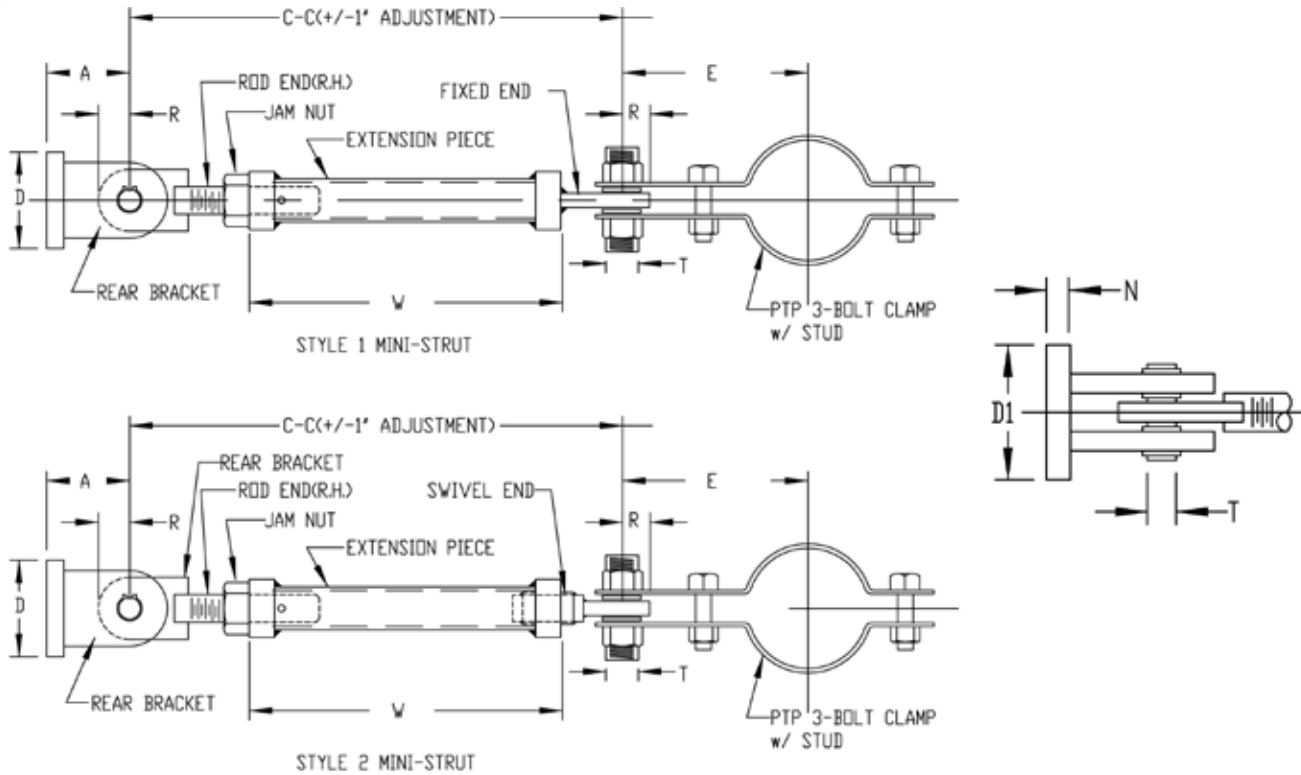 C-C(+/-1" ADJUSTMENT)
A
E
ROD END(R.H.)
FIXED END
R
JAM NUT
R
EXTENSION PIECE
D
T
REAR BRACKET
W
PTP 3-BOLT CLAMP
w/ STUD
STYLE 1 MINI-STRUT
N
D1
T
C-C(+/-1" ADJUSTMENT)
REAR BRACKET
A
E
ROD END(R.H.)
SWIVEL END
R
JAM NUT
R
EXTENSION PIECE
D
T
REAR BRACKET
W
PTP 3-BOLT CLAMP
w/ STUD
STYLE 2 MINI-STRUT